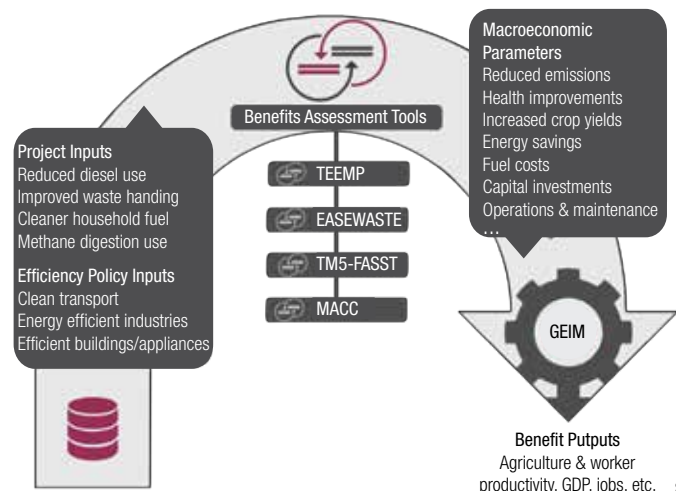 Project Inputs
Reduced diesel use
Improved waste handing
Cleaner household fuel
Methane digestion use
Efficiency Policy Inputs
Clean transport
Energy efficient industries
Efficient buildings/appliances
Benefits Assessment Tools
TEEMP
EASEWASTE
TM5-FASST
MACC
Macroeconomic
Parameters
Reduced emissions
Health improvements
Increased crop yields
Energy savings
Fuel costs
Capital investments
Operations & maintenance
…
GEIM
Benefit Putputs
Agriculture & worker
productivity, GDP, jobs, etc.